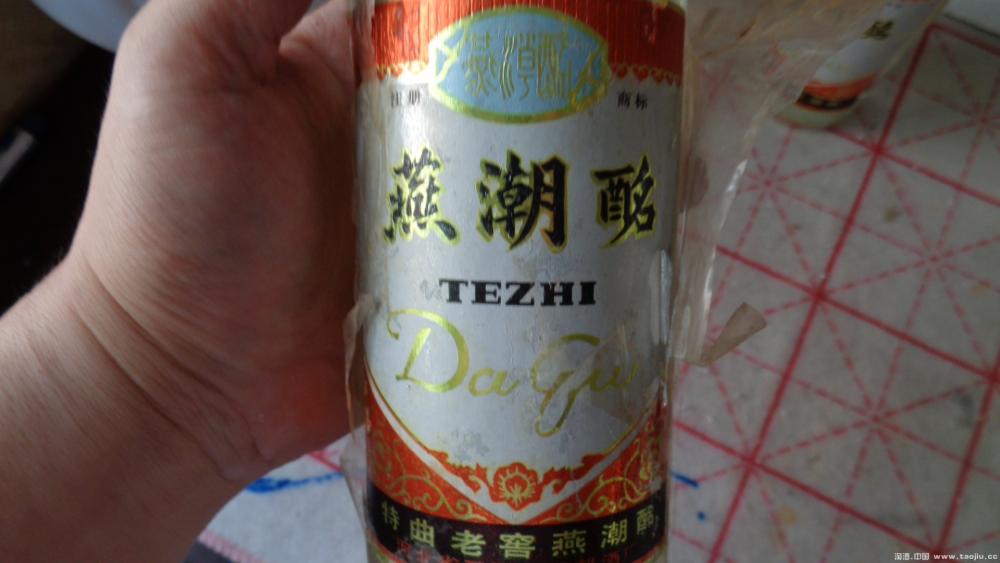 燕潮酩
注册 商标
燕潮酩
TEZHI
Da Qu
特曲老窖燕潮酩
淘酒.中国 www.taojiu.cc